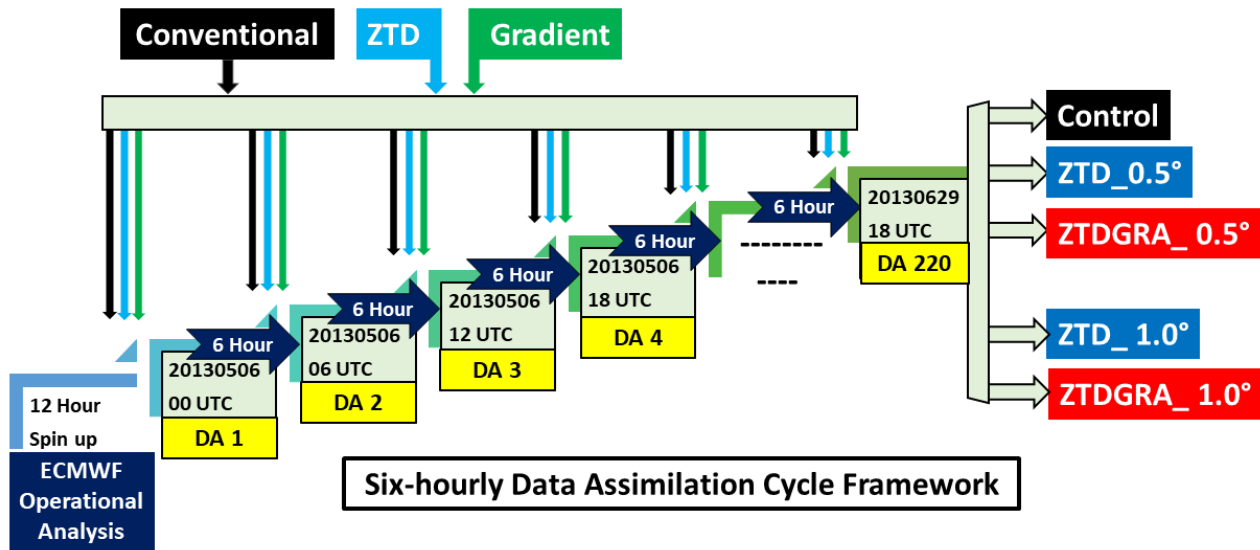 Conventional
ZTD
Gradient
Control
ZTD_0.5°
ZTDGRA_ 0.5°
ZTD_ 1.0°
ZTDGRA_ 1.0°
6 Hour
20130629
18 UTC
DA 220
6 Hour
--------
----
20130506
18 UTC
DA 4
6 Hour
20130506
12 UTC
DA 3
6 Hour
20130506
06 UTC
DA 2
6 Hour
20130506
00 UTC
DA 1
12 Hour
Spin up
ECMWF
Operational
Analysis
Six-hourly Data Assimilation Cycle Framework